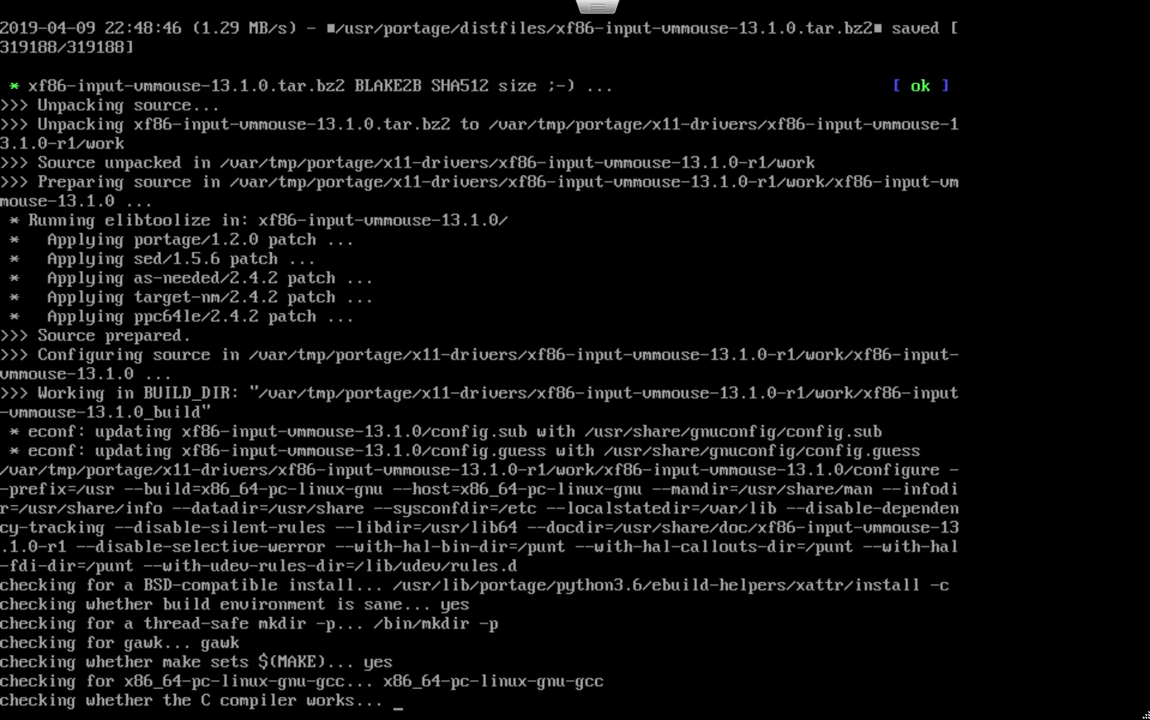 2019-04-09 22:48:46 (1.29 MB/s) - ■/usr/portage/distfiles/xf86-input-vmmouse-13.1.0.tar.bz2■ saved [
319188/319188]
 * xf86-input-vmmouse-13.1.0.tar.bz2 BLAKE2B SHA512 size ;-) ...                              [ ok ]
>>> Unpacking source...
>>> Unpacking xf86-input-vmmouse-13.1.0.tar.bz2 to /var/tmp/portage/x11-drivers/xf86-input-vmmouse-1
3.1.0-r1/work
>>> Source unpacked in /var/tmp/portage/x11-drivers/xf86-input-vmmouse-13.1.0-r1/work
>>> Preparing source in /var/tmp/portage/x11-drivers/xf86-input-vmmouse-13.1.0-r1/work/xf86-input-vm
mouse-13.1.0 ...
 * Running elibtoolize in: xf86-input-vmmouse-13.1.0/
 *   Applying portage/1.2.0 patch ...
 *   Applying sed/1.5.6 patch ...
 *   Applying as-needed/2.4.2 patch ...
 *   Applying target-nm/2.4.2 patch ...
 *   Applying ppc64le/2.4.2 patch ...
>>> Source prepared.
>>> Configuring source in /var/tmp/portage/x11-drivers/xf86-input-vmmouse-13.1.0-r1/work/xf86-input-
vmmouse-13.1.0 ...
>>> Working in BUILD_DIR: "/var/tmp/portage/x11-drivers/xf86-input-vmmouse-13.1.0-r1/work/xf86-input
-vmmouse-13.1.0_build"
 * econf: updating xf86-input-vmmouse-13.1.0/config.sub with /usr/share/gnuconfig/config.sub
 * econf: updating xf86-input-vmmouse-13.1.0/config.guess with /usr/share/gnuconfig/config.guess
/var/tmp/portage/x11-drivers/xf86-input-vmmouse-13.1.0-r1/work/xf86-input-vmmouse-13.1.0/configure -
-prefix=/usr --build=x86_64-pc-linux-gnu --host=x86_64-pc-linux-gnu --mandir=/usr/share/man --infodi
r=/usr/share/info --datadir=/usr/share --sysconfdir=/etc --localstatedir=/var/lib --disable-dependen
cy-tracking --disable-silent-rules --libdir=/usr/lib64 --docdir=/usr/share/doc/xf86-input-vmmouse-13
.1.0-r1 --disable-selective-werror --with-hal-bin-dir=/punt --with-hal-callouts-dir=/punt --with-hal
-fdi-dir=/punt --with-udev-rules-dir=/lib/udev/rules.d
checking for a BSD-compatible install... /usr/lib/portage/python3.6/ebuild-helpers/xattr/install -c
checking whether build environment is sane... yes
checking for a thread-safe mkdir -p... /bin/mkdir -p
checking for gawk... gawk
checking whether make sets $(MAKE)... yes
checking for x86_64-pc-linux-gnu-gcc... x86_64-pc-linux-gnu-gcc
checking whether the C compiler works... _